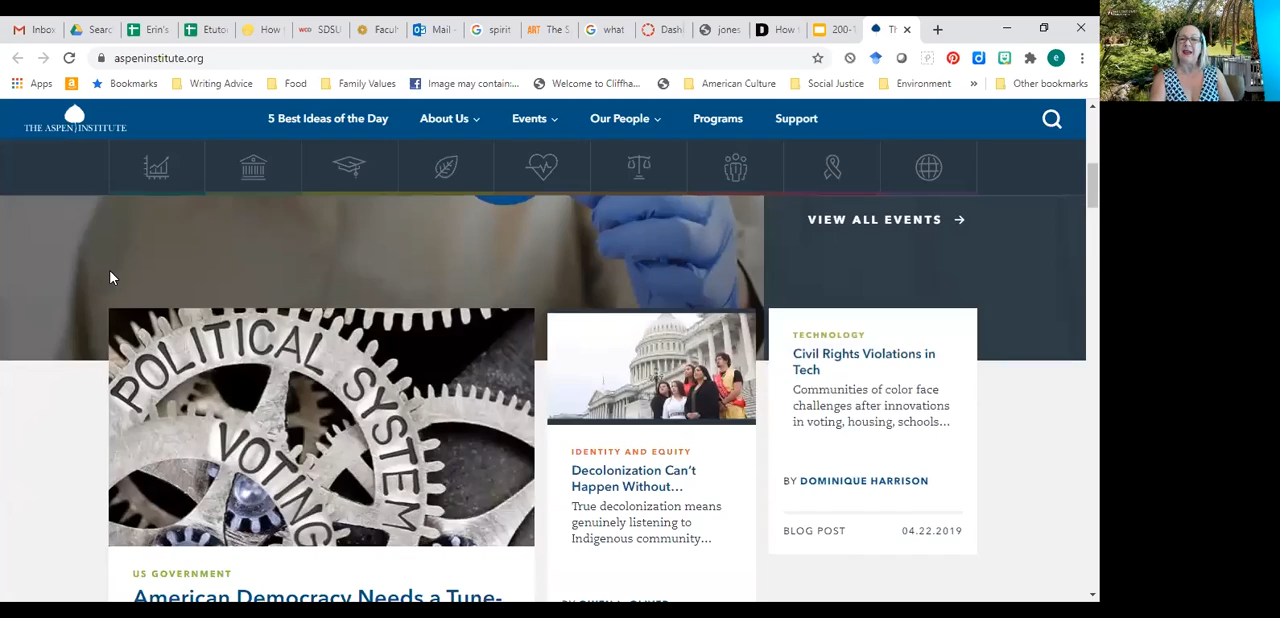 Inbox
Searc
Erin's
Etutor
How
SDSU
Facul
Mail -
spirit
ART The S
what
Dash
jones
How
200-1
Th
aspeninstitute.org
Apps
Bookmarks
Writing Advice
Food
Family Values
Image may contain:...
Welcome to Cliffha...
American Culture
Social Justice
Environment
»
Other bookmarks
THE ASPEN INSTITUTE
5 Best Ideas of the Day
About Us
Events
Our People
Programs
Support
VIEW ALL EVENTS →
POLITICAL SYSTEM
VOTING
US GOVERNMENT
American Democracy Needs a Tune-
IDENTITY AND EQUITY
Decolonization Can't
Happen Without...
True decolonization means
genuinely listening to
Indigenous community...
TECHNOLOGY
Civil Rights Violations in
Tech
Communities of color face
challenges after innovations
in voting, housing, schools...
BY DOMINIQUE HARRISON
BLOG POST 04.22.2019